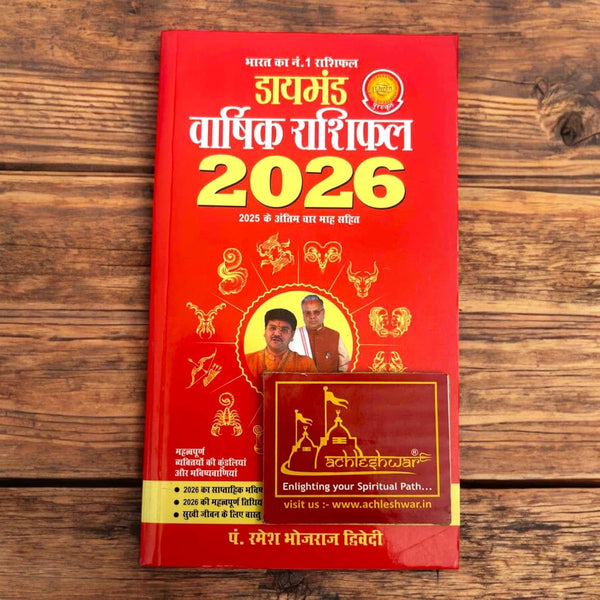 भारत का नं.1 राशिफल
डायमंड
वार्षिक राशिफल
2026
2025 के अंतिम चार माह सहित
महत्वपूर्ण
व्यक्तियों की कुंडलियां
और भविष्यवाणियां
• 2026 का साप्ताहिक
• 2026 की महत्वपूर्ण
• सुखी जीवन के लिए वास्तु
achleshwar®
Enlighting your Spiritual Path...
visit us :- www.achleshwar.in
पं. रमेश भोजराज द्विवेदी